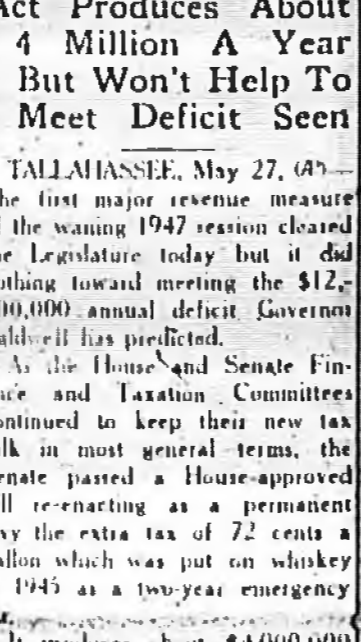 Act Produces About
4 Million A Year
But Won't Help To
Meet Deficit Seen
TALLAHASSEE, May 27, (AP)—
he first major revenue measure
the waning 1947 session cleared
e Legislature today but it did
othing toward meeting the $12,-
00,000 annual deficit Governor
aldwell has predicted.
As the House and Senate Fin-
nce and Taxation Committees
ontinued to keep their new tax
lk in most general terms, the
enate passed a House-approved
ll re-enacting as a permanent
vy the extra tax of 72 cents a
allon which was put on whiskey
1945 as a two-year emergency
$4,000,000